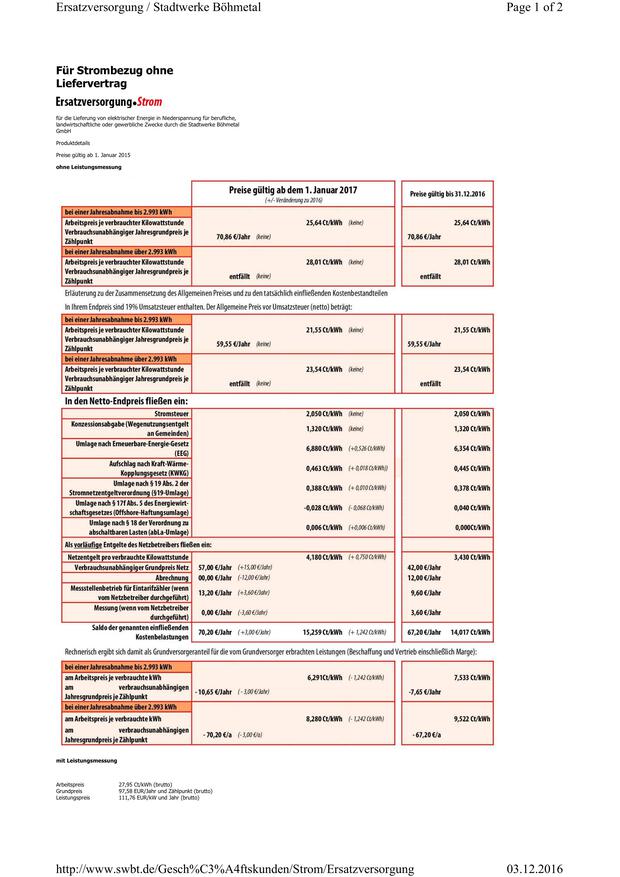 Ersatzversorgung / Stadtwerke Böhmetal Page 1 of 2
Für Strombezug ohne
Liefervertrag
Ersatzversorgung•Strom
für die Lieferung von elektrischer Energie in Niederspannung für berufliche,
landwirtschaftliche oder gewerbliche Zwecke durch die Stadtwerke Böhmetal
GmbH
Produktdetails
Preise gültig ab 1. Januar 2015
ohne Leistungsmessung
Preise gültig ab dem 1. Januar 2017 Preise gültig bis 31.12.2016
(+/- Veränderung zu 2016)
bei einer Jahresabnahme bis 2.993 kWh
Arbeitspreis je verbrauchter Kilowattstunde 25,64 Ct/kWh (keine) 25,64 Ct/kWh
Verbrauchsunabhängiger Jahresgrundpreis je 70,86 €/Jahr (keine) 70,86 €/Jahr
Zählpunkt
bei einer Jahresabnahme über 2.993 kWh
Arbeitspreis je verbrauchter Kilowattstunde 28,01 Ct/kWh (keine) 28,01 Ct/kWh
Verbrauchsunabhängiger Jahresgrundpreis je entfällt (keine) entfällt
Zählpunkt
Erläuterung zu der Zusammensetzung des Allgemeinen Preises und zu den tatsächlich einfließenden Kostenbestandteilen
In Ihrem Endpreis sind 19% Umsatzsteuer enthalten. Der Allgemeine Preis vor Umsatzsteuer (netto) beträgt:
bei einer Jahresabnahme bis 2.993 kWh
Arbeitspreis je verbrauchter Kilowattstunde 21,55 Ct/kWh (keine) 21,55 Ct/kWh
Verbrauchsunabhängiger Jahresgrundpreis je 59,55 €/Jahr (keine) 59,55 €/Jahr
Zählpunkt
bei einer Jahresabnahme über 2.993 kWh
Arbeitspreis je verbrauchter Kilowattstunde 23,54 Ct/kWh (keine) 23,54 Ct/kWh
Verbrauchsunabhängiger Jahresgrundpreis je entfällt (keine) entfällt
Zählpunkt
In den Netto-Endpreis fließen ein:
Stromsteuer 2,050 Ct/kWh (keine) 2,050 Ct/kWh
Konzessionsabgabe (Wegenutzungsentgelt 1,320 Ct/kWh (keine) 1,320 Ct/kWh
an Gemeinden)
Umlage nach Erneuerbare-Energie-Gesetz 6,880 Ct/kWh (+0,526 Ct/kWh) 6,354 Ct/kWh
(EEG)
Aufschlag nach Kraft-Wärme- 0,463 Ct/kWh (+ 0,018 Ct/kWh)) 0,445 Ct/kWh
Kopplungsgesetz (KWKG)
Umlage nach § 19 Abs. 2 der 0,388 Ct/kWh (+ 0,010 Ct/kWh) 0,378 Ct/kWh
Stromnetzentgeltverordnung (§19-Umlage)
Umlage nach § 17f Abs. 5 des Energiewirt- -0,028 Ct/kWh (- 0,068 Ct/kWh) 0,040 Ct/kWh
schaftsgesetzes (Offshore-Haftungsumlage)
Umlage nach § 18 der Verordnung zu 0,006 Ct/kWh (+0,006 Ct/kWh) 0,000Ct/kWh
abschaltbaren Lasten (abLa-Umlage)
Als vorläufige Entgelte des Netzbetreibers fließen ein:
Netzentgelt pro verbrauchte Kilowattstunde 4,180 Ct/kWh (+ 0,750 Ct/kWh) 3,430 Ct/kWh
Verbrauchsunabhängiger Grundpreis Netz 57,00 €/Jahr (+15,00 €/Jahr) 42,00 €/Jahr
Abrechnung 00,00 €/Jahr (-12,00 €/Jahr) 12,00 €/Jahr
Messstellenbetrieb für Eintarifzähler (wenn 13,20 €/Jahr (+3,60 €/Jahr) 9,60 €/Jahr
vom Netzbetreiber durchgeführt)
Messung (wenn vom Netzbetreiber 0,00 €/Jahr (-3,60 €/Jahr) 3,60 €/Jahr
durchgeführt)
Saldo der genannten einfließenden 70,20 €/Jahr (+ 3,00 €/Jahr) 15,259 Ct/kWh (+ 1,242 Ct/kWh) 67,20 €/Jahr 14,017 Ct/kWh
Kostenbelastungen
Rechnerisch ergibt sich damit als Grundversorgeranteil für die vom Grundversorger erbrachten Leistungen (Beschaffung und Vertrieb einschließlich Marge):
bei einer Jahresabnahme bis 2.993 kWh
am Arbeitspreis je verbrauchte kWh 6,291Ct/kWh (- 1,242 Ct/kWh) 7,533 Ct/kWh
am verbrauchsunabhängigen
Jahresgrundpreis je Zählpunkt - 10,65 €/Jahr (- 3,00 €/Jahr) -7,65 €/Jahr
bei einer Jahresabnahme über 2.993 kWh
am Arbeitspreis je verbrauchte kWh 8,280 Ct/kWh (- 1,242 Ct/kWh) 9,522 Ct/kWh
am verbrauchsunabhängigen
Jahresgrundpreis je Zählpunkt - 70,20 €/a (-3,00 €/a) - 67,20 €/a
mit Leistungsmessung
Arbeitspreis 27,95 Ct/kWh (brutto)
Grundpreis 97,58 EUR/Jahr und Zählpunkt (brutto)
Leistungspreis 111,76 EUR/kW und Jahr (brutto)
http://www.swbt.de/Gesch%C3%A4ftskunden/Strom/Ersatzversorgung 03.12.2016